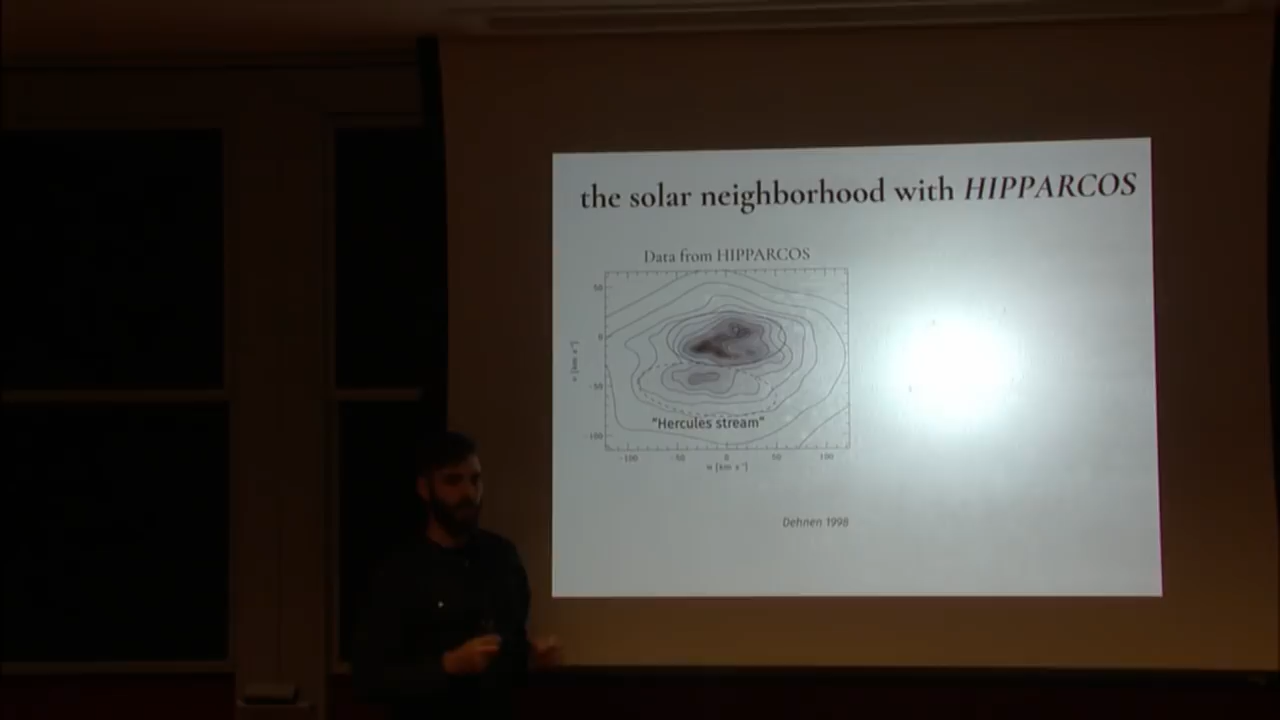 the solar neighborhood with HIPPARCOS
Data from HIPPARCOS
50
0
-50
-100
v [km s⁻¹]
"Hercules stream"
-100
-50
0
50
100
u [km s⁻¹]
Dehnen 1998